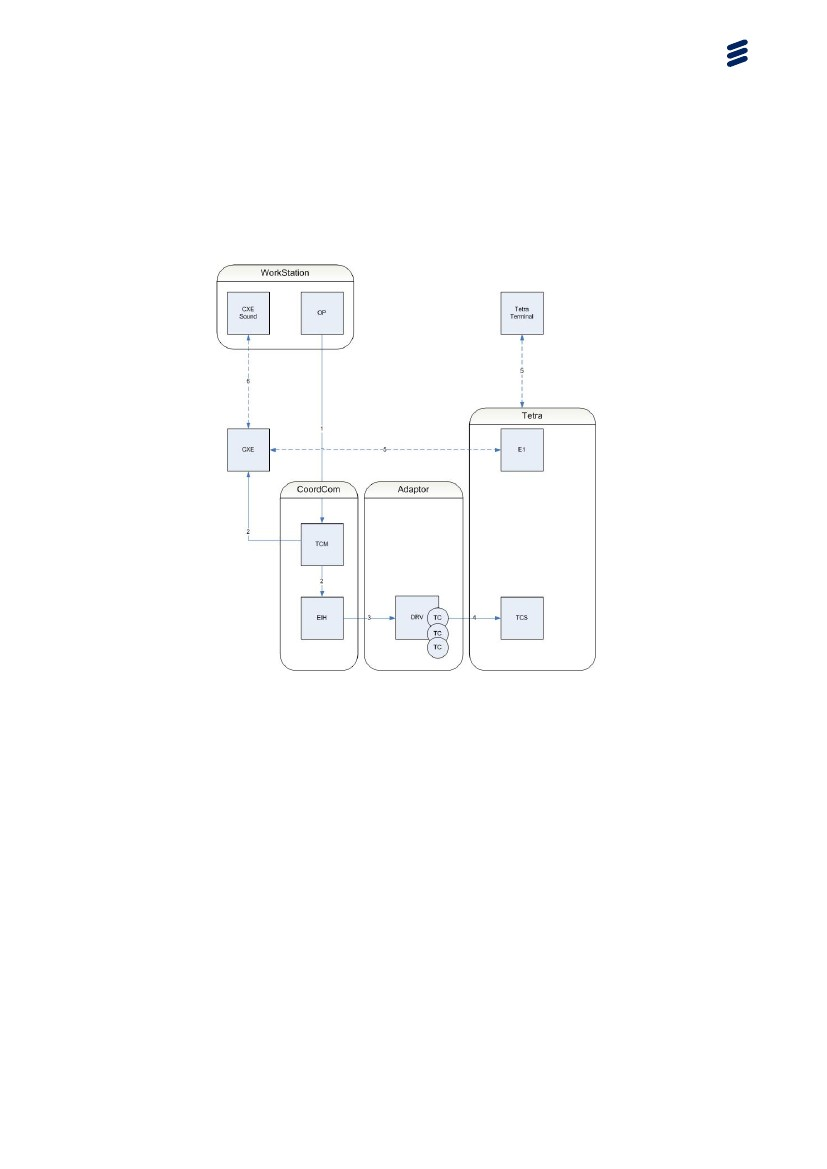 WorkStation
CXE
Sound
OP
Tetra
Terminal
5
Tetra
1
CXE
5
E1
CoordCom
Adaptor
2
TCM
2
EIH
3
DRV
TC
4
TCS
TC
TC